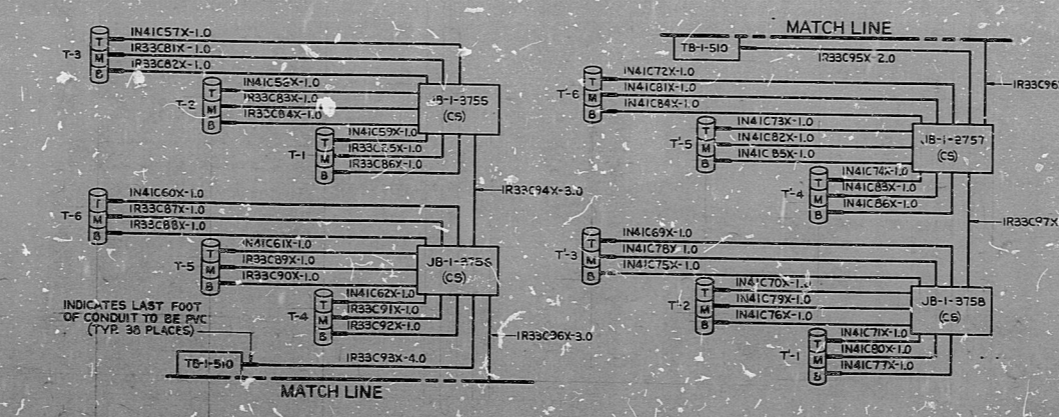 IN41C57X-1.0
IR33C81X-1.0
IR33C82X-1.0
T-3
T
M
B
IN41C58X-1.0
IR33C83X-1.0
IR33C84X-1.0
T-2
T
M
B
IN41C59X-1.0
IR33C85X-1.0
IR33C86X-1.0
T-1
T
M
B
JB-1-3755
(CS)
IR33C94X-3.0
IN41C60X-1.0
IR33C87X-1.0
IR33C88X-1.0
T-6
T
M
B
IN41C61X-1.0
IR33C89X-1.0
IR33C90X-1.0
T-5
T
M
B
IN41C62X-1.0
IR33C91X-1.0
IR33C92X-1.0
T-4
T
M
B
JB-1-3756
(CS)
INDICATES LAST FOOT
OF CONDUIT TO BE PVC
(TYP. 38 PLACES)
TB-1-510
IR33C93X-4.0
IR33C96X-3.0
MATCH LINE
MATCH LINE
TB-1-510
IR33C95X-2.0
IR33C96
IN41C72X-1.0
IN41C81X-1.0
IN41C84X-1.0
T-6
T
M
B
IN41C73X-1.0
IN41C82X-1.0
IN41C85X-1.0
T'-5
T
M
B
IN41C74X-1.0
IN41C83X-1.0
IN41C86X-1.0
T'-4
T
M
B
JB-1-2757
(CS)
IR33C97X
IN41C69X-1.0
IN41C78X-1.0
IN41C75X-1.0
T'-3
T
M
B
IN41C70X-1.0
IN41C79X-1.0
IN41C76X-1.0
T'-2
T
M
B
IN41C71X-1.0
IN41C80X-1.0
IN41C77X-1.0
T'-1
T
M
B
JB-1-3758
(CS)